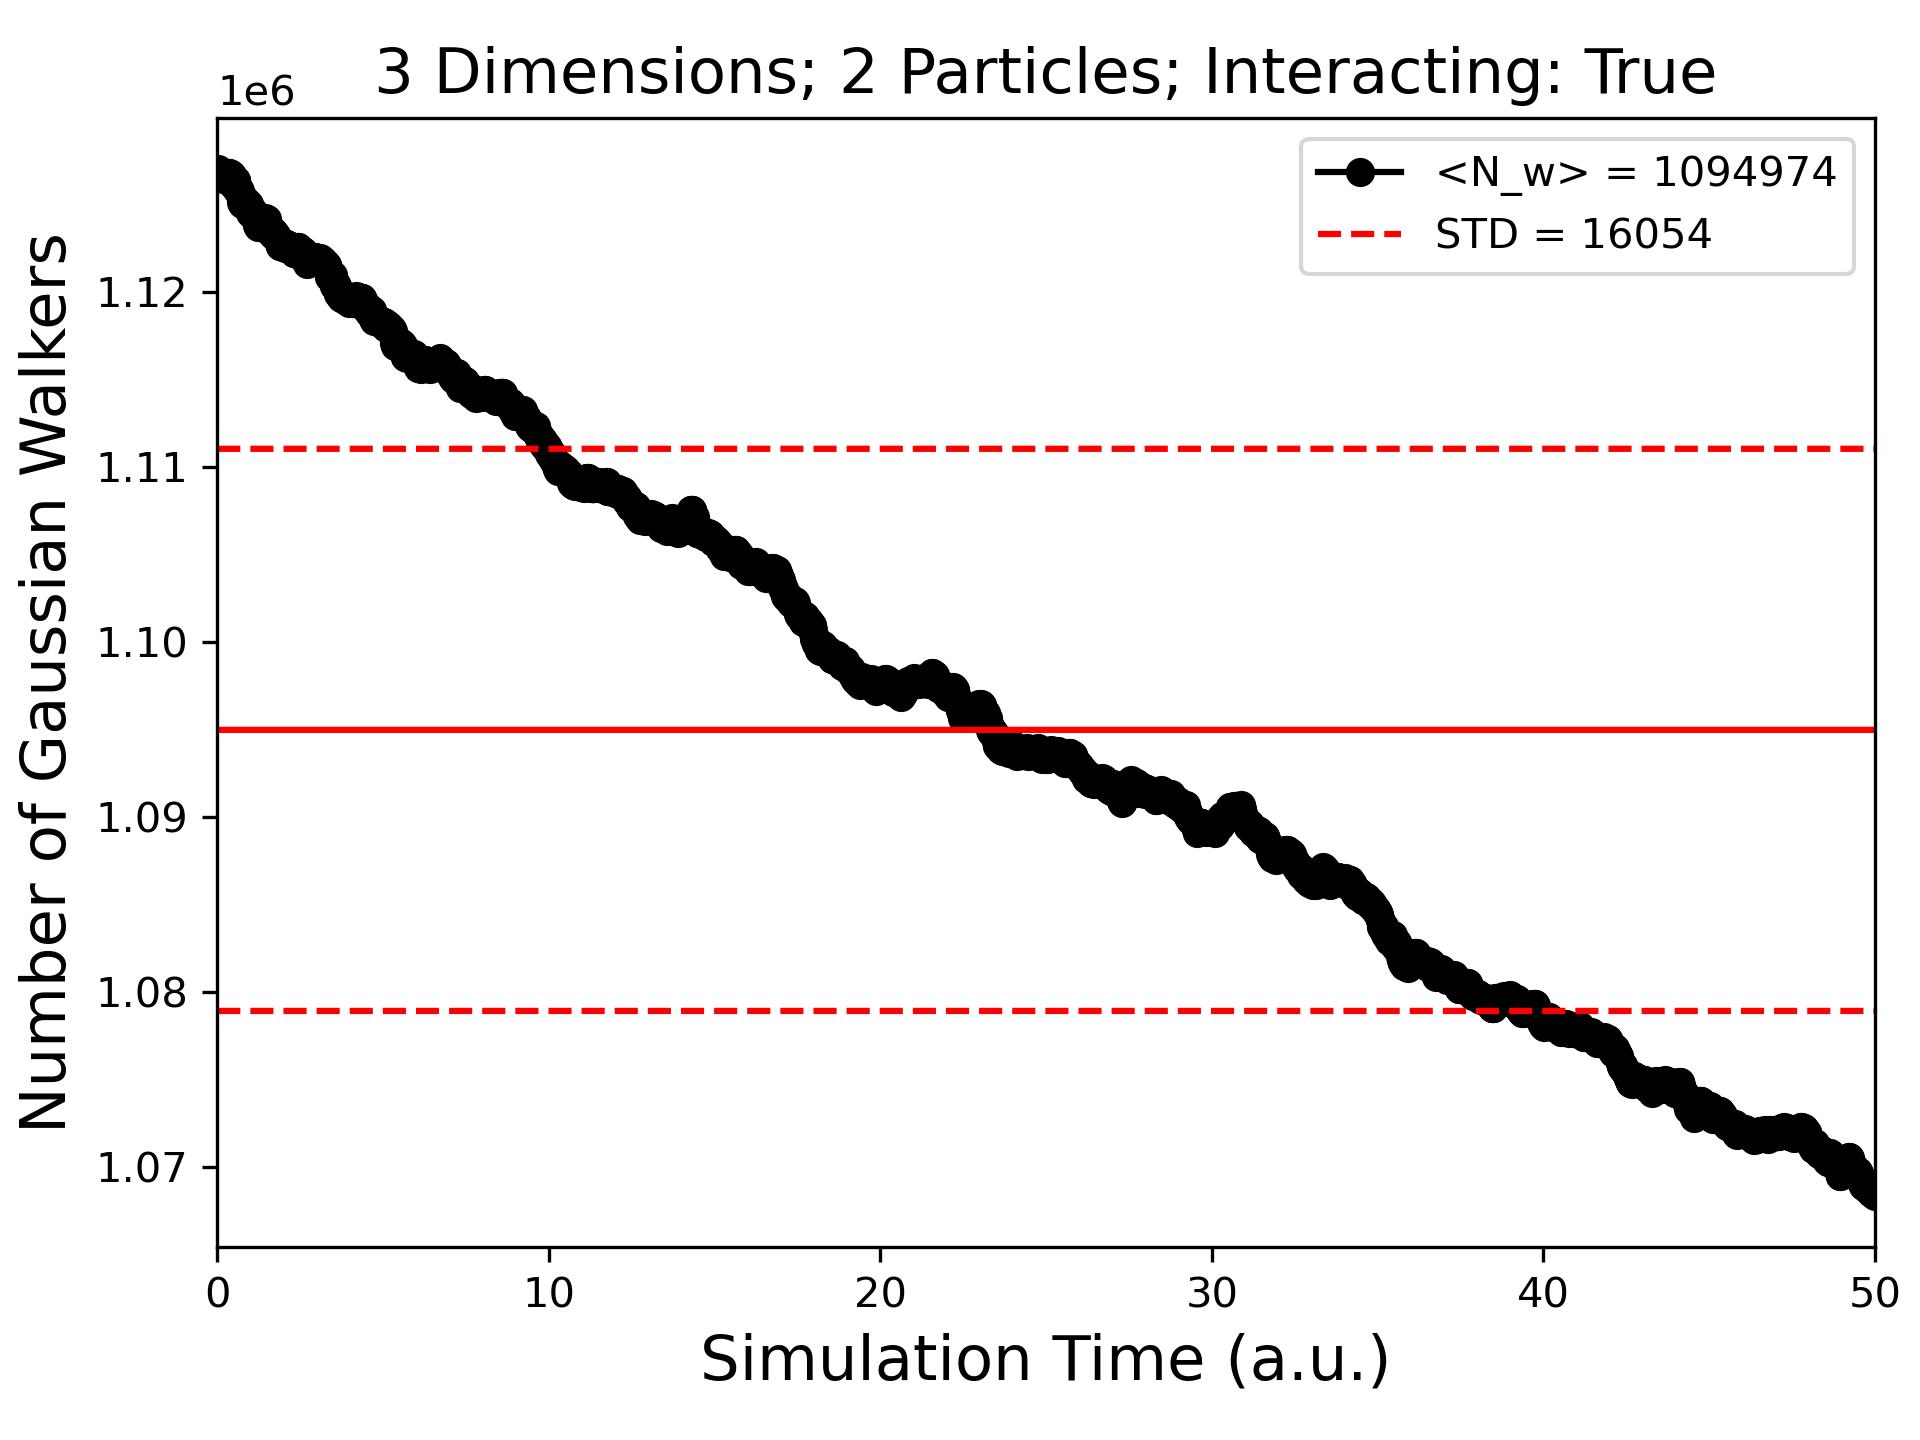 3 Dimensions; 2 Particles; Interacting: True
1e6
<N_w> = 1094974
STD = 16054
Number of Gaussian Walkers
1.12
1.11
1.10
1.09
1.08
1.07
0 10 20 30 40 50
Simulation Time (a.u.)